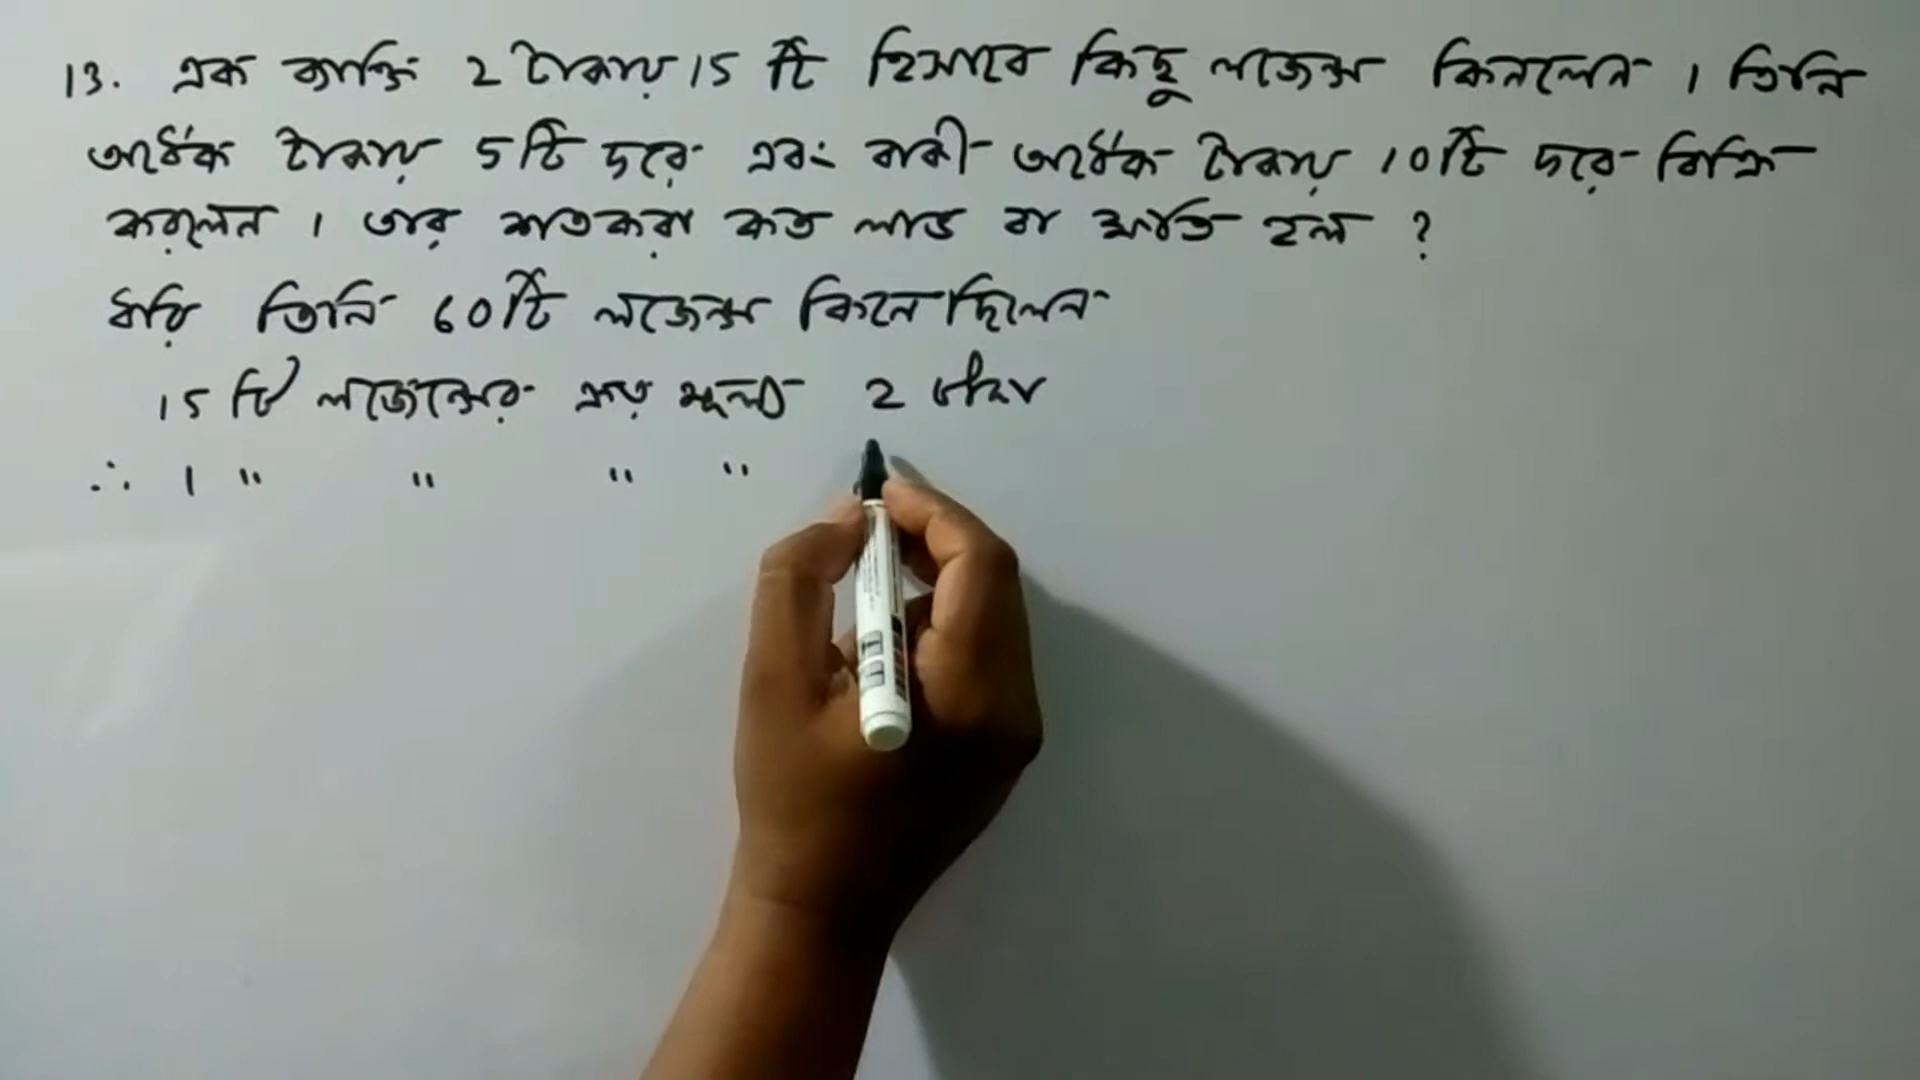 13. এক ব্যক্তি 2 টাকায় 15 টি হিসাবে কিছু লজেন্স কিনলেন । তিনি
অর্ধেক টাকায় 5টি দরে এবং বাকী অর্ধেক টাকায় 10টি দরে বিক্রি
করলেন । তার শতকরা কত লাভ বা ক্ষতি হল ?
ধরি তিনি 60টি লজেন্স কিনেছিলেন
15 টি লজেন্সের ক্রয় মূল্য 2 টাকা
∴ 1 " " " "